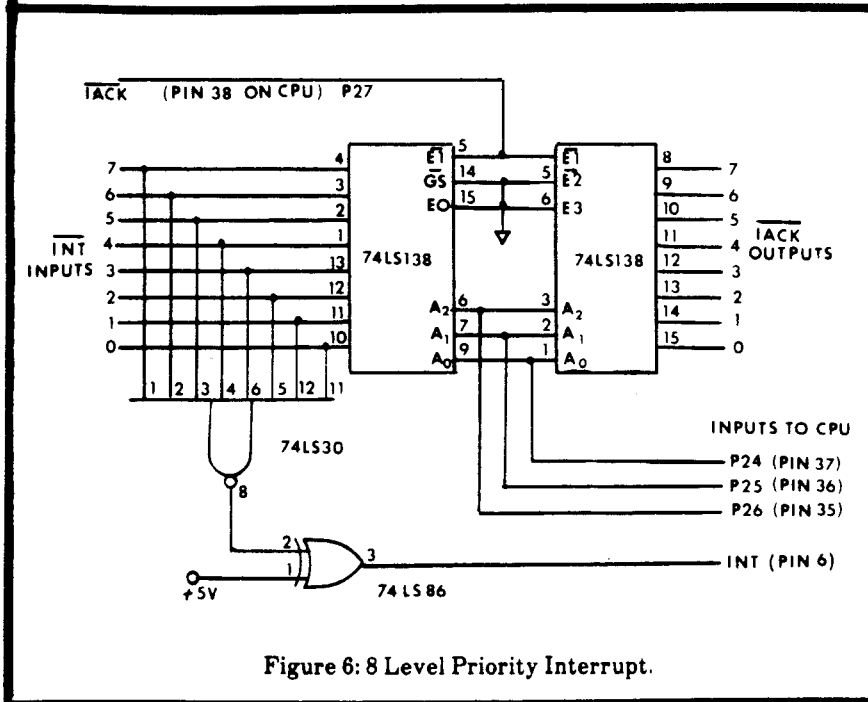 IACK (PIN 38 ON CPU) P27
5 E1 E1 8 7
7 4 GS 14 5 E2 9 6
6 3 EO 15 6 E3 10 5
5 2 11 4 IACK
INT 4 1 74LS138 74LS138 12 3 OUTPUTS
INPUTS 3 13 13 2
2 12 A2 6 3 A2 14 1
1 11 A1 7 2 A1 15 0
0 10 A0 9 1 A0
1 2 3 4 6 5 12 11
INPUTS TO CPU
74LS30
P24 (PIN 37)
8
P25 (PIN 36)
P26 (PIN 35)
2 3
1 INT (PIN 6)
+5V 74LS86
Figure 6: 8 Level Priority Interrupt.